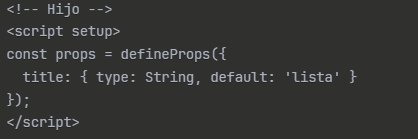 <!-- Hijo -->
<script setup>
const props = defineProps({
  title: { type: String, default: 'lista' }
});
</script>